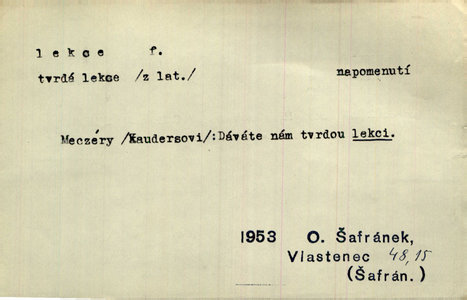 lekce f.
tvrdá lekce /z lat./ napomenutí
Meczéry /Kaudersovi/:Dáváte nám tvrdou lekci.
1953 O. Šafránek,
Vlastenec 48,15
(Šafrán.)